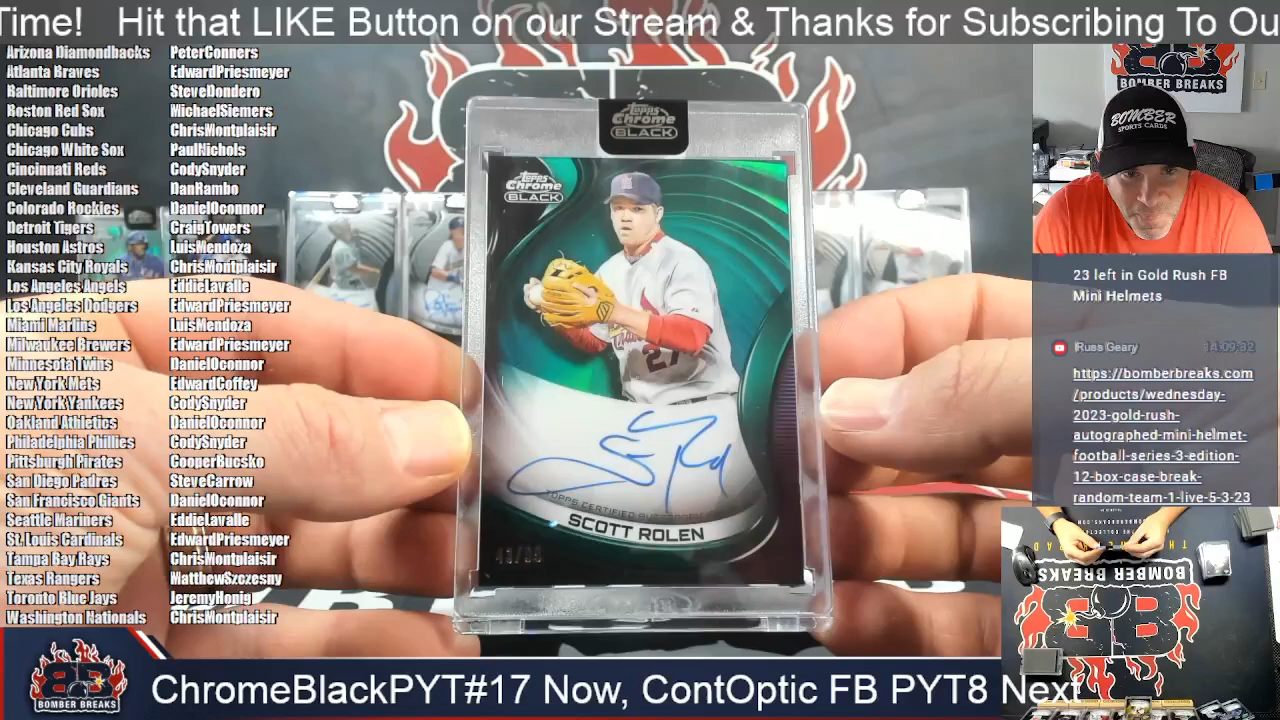 Time! Hit that LIKE Button on our Stream & Thanks for Subscribing To Ou
Arizona Diamondbacks PeterConners
Atlanta Braves EdwardPriesmeyer
Baltimore Orioles SteveDondero
Boston Red Sox MichaelSiemers
Chicago Cubs ChrisMontplaisir
Chicago White Sox PaulNichols
Cincinnati Reds CodySnyder
Cleveland Guardians DanRambo
Colorado Rockies DanielOconnor
Detroit Tigers CraigTowers
Houston Astros LuisMendoza
Kansas City Royals ChrisMontplaisir
Los Angeles Angels EddieLavalle
Los Angeles Dodgers EdwardPriesmeyer
Miami Marlins LuisMendoza
Milwaukee Brewers EdwardPriesmeyer
Minnesota Twins DanielOconnor
New York Mets EdwardCoffey
New York Yankees CodySnyder
Oakland Athletics DanielOconnor
Philadelphia Phillies CodySnyder
Pittsburgh Pirates CooperBucsko
San Diego Padres SteveCarrow
San Francisco Giants DanielOconnor
Seattle Mariners EddieLavalle
St. Louis Cardinals EdwardPriesmeyer
Tampa Bay Rays ChrisMontplaisir
Texas Rangers MatthewSzczesny
Toronto Blue Jays JeremyHonig
Washington Nationals ChrisMontplaisir
Topps
Chrome
BLACK
Topps
Chrome
BLACK
27
TOPPS CERTIFIED
SCOTT ROLEN
BOMBER BREAKS
BOMBER
SPORTS CARDS
23 left in Gold Rush FB
Mini Helmets
Russ Geary 14:09:32
https://bomberbreaks.com
/products/wednesday-
2023-gold-rush-
autographed-mini-helmet-
football-series-3-edition-
12-box-case-break-
random-team-1-live-5-3-23
BOMBER BREAKS
BOMBER BREAKS
ChromeBlackPYT#17 Now, ContOptic FB PYT8 Next